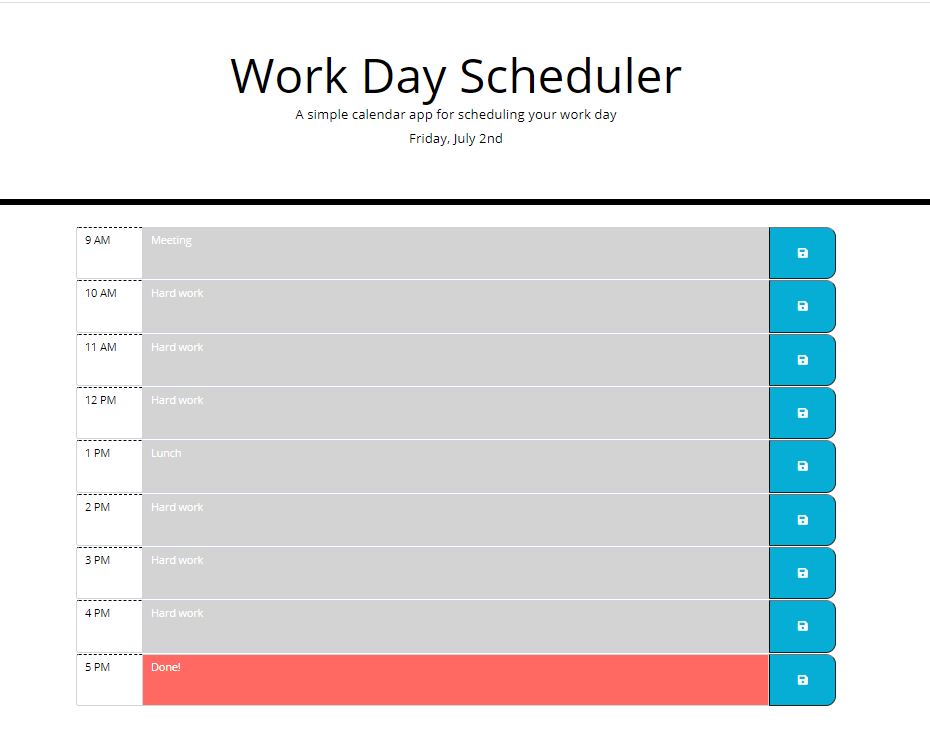 Work Day Scheduler
A simple calendar app for scheduling your work day
Friday, July 2nd
9 AM Meeting
10 AM Hard work
11 AM Hard work
12 PM Hard work
1 PM Lunch
2 PM Hard work
3 PM Hard work
4 PM Hard work
5 PM Done!